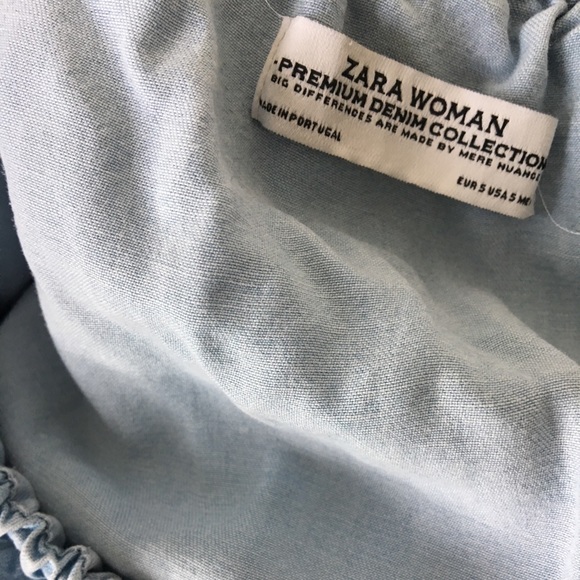 ZARA WOMAN
•PREMIUM DENIM COLLECTION
BIG DIFFERENCES ARE MADE BY MERE
MADE IN PORTUGAL
EUR S USA S